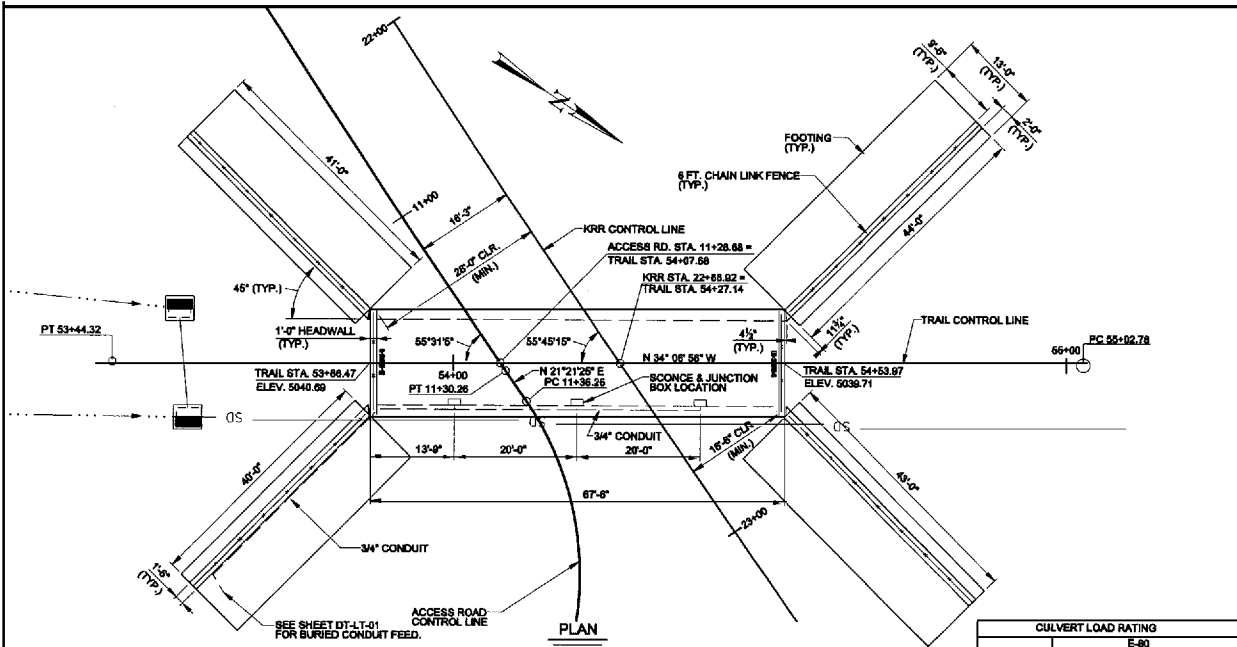 22+00
N
9'-6"
(TYP.)
13'-0"
(TYP.)
2'-0"
(TYP.)
FOOTING
(TYP.)
6 FT. CHAIN LINK FENCE
(TYP.)
41'-0"
11+00
16'-3"
KRR CONTROL LINE
44'-0"
ACCESS RD. STA. 11+28.68 =
TRAIL STA. 54+07.68
28'-0" CLR.
(MIN.)
KRR STA. 22+66.92 =
TRAIL STA. 54+27.14
45° (TYP.)
PT 53+44.32
1'-0" HEADWALL
(TYP.)
55°31'5"
55°45'15"
4½"
(TYP.)
11¾"
(TYP.)
TRAIL CONTROL LINE
N 34° 06' 56" W
55+00
PC 55+02.78
TRAIL STA. 53+86.47
ELEV. 5040.69
54+00
PT 11+30.26
N 21°21'25" E
PC 11+36.26
SCONCE & JUNCTION
BOX LOCATION
TRAIL STA. 54+53.97
ELEV. 5039.71
SD
SD
3/4" CONDUIT
16'-6" CLR.
(MIN.)
13'-9"
20'-0"
20'-0"
40'-0"
43'-0"
67'-6"
23+00
3/4" CONDUIT
1'-6"
(TYP.)
SEE SHEET DT-LT-01
FOR BURIED CONDUIT FEED.
ACCESS ROAD
CONTROL LINE
PLAN
CULVERT LOAD RATING
E-80